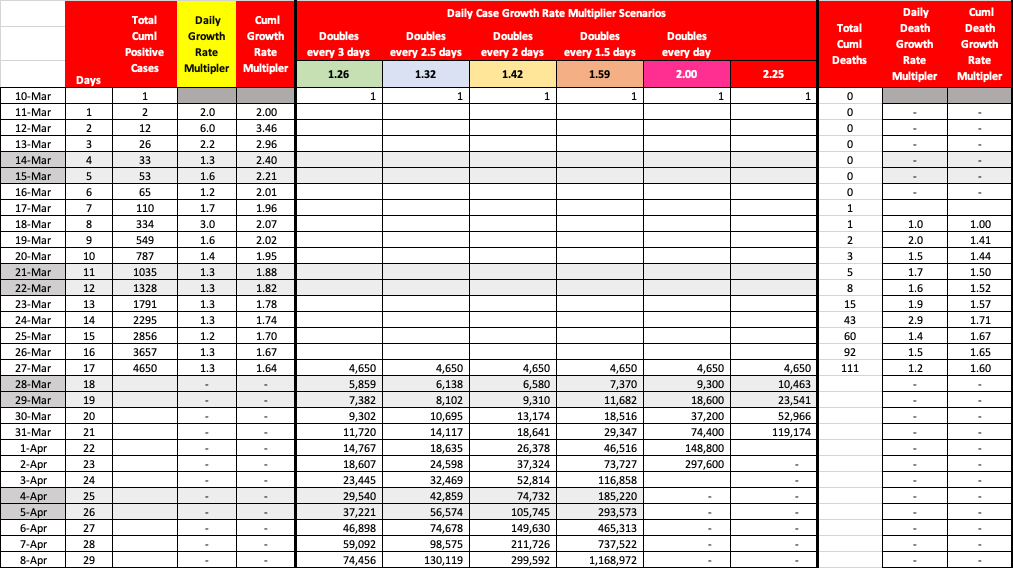 Daily Case Growth Rate Multiplier Scenarios
Days
Total Cuml Positive Cases
Daily Growth Rate Multipler
Cuml Growth Rate Multipler
Doubles every 3 days
Doubles every 2.5 days
Doubles every 2 days
Doubles every 1.5 days
Doubles every day
Total Cuml Deaths
Daily Death Growth Rate Multipler
Cuml Death Growth Rate Multipler
1.26 1.32 1.42 1.59 2.00 2.25
10-Mar 1 1 1 1 1 1 1 0
11-Mar 1 2 2.0 2.00 0 - -
12-Mar 2 12 6.0 3.46 0 - -
13-Mar 3 26 2.2 2.96 0 - -
14-Mar 4 33 1.3 2.40 0 - -
15-Mar 5 53 1.6 2.21 0 - -
16-Mar 6 65 1.2 2.01 0 - -
17-Mar 7 110 1.7 1.96 1
18-Mar 8 334 3.0 2.07 1 1.0 1.00
19-Mar 9 549 1.6 2.02 2 2.0 1.41
20-Mar 10 787 1.4 1.95 3 1.5 1.44
21-Mar 11 1035 1.3 1.88 5 1.7 1.50
22-Mar 12 1328 1.3 1.82 8 1.6 1.52
23-Mar 13 1791 1.3 1.78 15 1.9 1.57
24-Mar 14 2295 1.3 1.74 43 2.9 1.71
25-Mar 15 2856 1.2 1.70 60 1.4 1.67
26-Mar 16 3657 1.3 1.67 92 1.5 1.65
27-Mar 17 4650 1.3 1.64 4,650 4,650 4,650 4,650 4,650 4,650 111 1.2 1.60
28-Mar 18 - - 5,859 6,138 6,580 7,370 9,300 10,463 - -
29-Mar 19 - - 7,382 8,102 9,310 11,682 18,600 23,541 - -
30-Mar 20 - - 9,302 10,695 13,174 18,516 37,200 52,966 - -
31-Mar 21 - - 11,720 14,117 18,641 29,347 74,400 119,174 - -
1-Apr 22 - - 14,767 18,635 26,378 46,516 148,800 - -
2-Apr 23 - - 18,607 24,598 37,324 73,727 297,600 - - -
3-Apr 24 - - 23,445 32,469 52,814 116,858 - - -
4-Apr 25 - - 29,540 42,859 74,732 185,220 - - - -
5-Apr 26 - - 37,221 56,574 105,745 293,573 - - - -
6-Apr 27 - - 46,898 74,678 149,630 465,313 - - - -
7-Apr 28 - - 59,092 98,575 211,726 737,522 - - - -
8-Apr 29 - - 74,456 130,119 299,592 1,168,972 - - - -